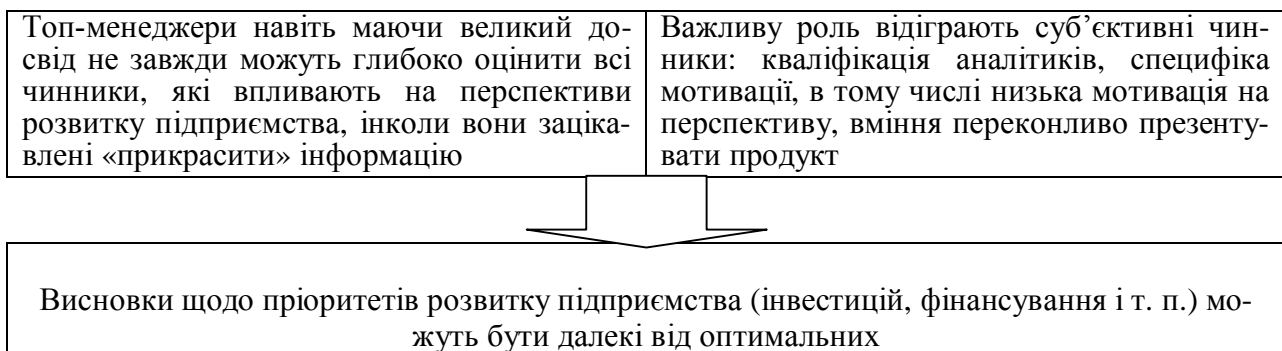 Топ-менеджери навіть маючи великий до-
свід не завжди можуть глибоко оцінити всі
чинники, які впливають на перспективи
розвитку підприємства, інколи вони заціка-
влені «прикрасити» інформацію
Важливу роль відіграють суб’єктивні чин-
ники: кваліфікація аналітиків, специфіка
мотивації, в тому числі низька мотивація на
перспективу, вміння переконливо презенту-
вати продукт
Висновки щодо пріоритетів розвитку підприємства (інвестицій, фінансування і т. п.) мо-
жуть бути далекі від оптимальних